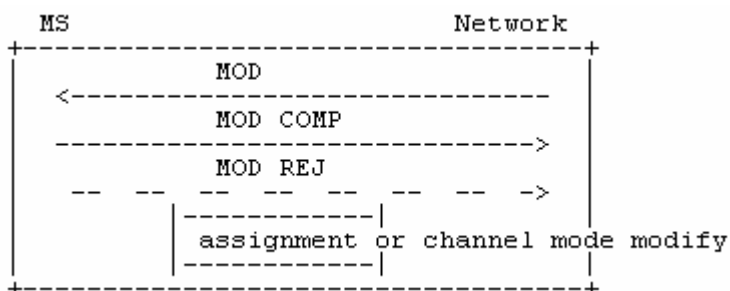 MS Network
MOD
MOD COMP
MOD REJ
assignment or channel mode modify